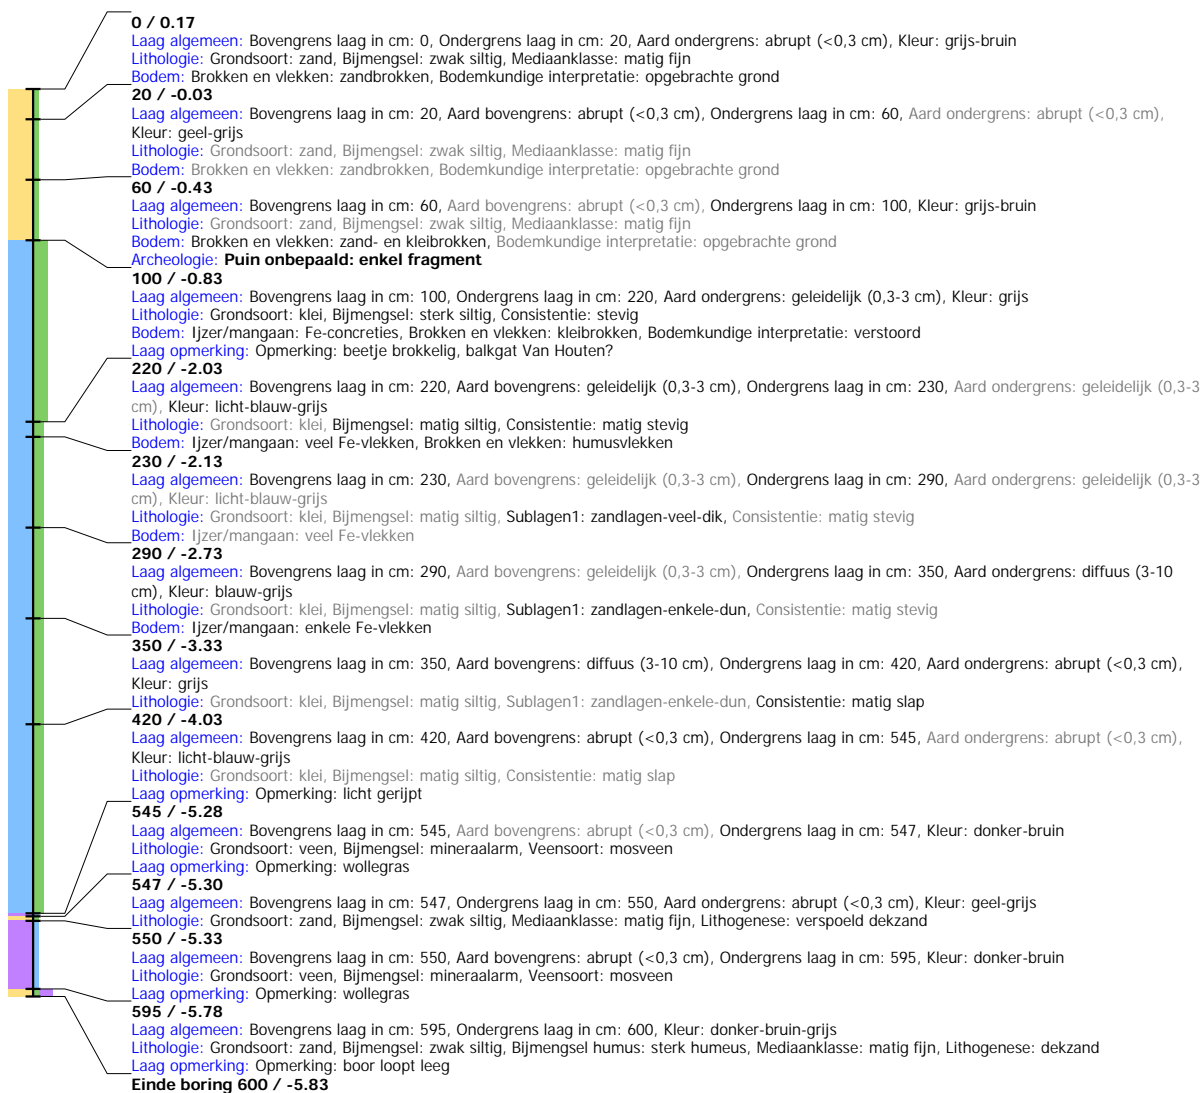 0 / 0.17
Laag algemeen: Bovengrens laag in cm: 0, Ondergrens laag in cm: 20, Aard ondergrens: abrupt (<0,3 cm), Kleur: grijs-bruin
Lithologie: Grondsoort: zand, Bijmengsel: zwak siltig, Mediaanklasse: matig fijn
Bodem: Brokken en vlekken: zandbrokken, Bodemkundige interpretatie: opgebrachte grond
20 / -0.03
Laag algemeen: Bovengrens laag in cm: 20, Aard bovengrens: abrupt (<0,3 cm), Ondergrens laag in cm: 60, Aard ondergrens: abrupt (<0,3 cm),
Kleur: geel-grijs
Lithologie: Grondsoort: zand, Bijmengsel: zwak siltig, Mediaanklasse: matig fijn
Bodem: Brokken en vlekken: zandbrokken, Bodemkundige interpretatie: opgebrachte grond
60 / -0.43
Laag algemeen: Bovengrens laag in cm: 60, Aard bovengrens: abrupt (<0,3 cm), Ondergrens laag in cm: 100, Kleur: grijs-bruin
Lithologie: Grondsoort: zand, Bijmengsel: zwak siltig, Mediaanklasse: matig fijn
Bodem: Brokken en vlekken: zand- en kleibrokken, Bodemkundige interpretatie: opgebrachte grond
Archeologie: Puin onbepaald: enkel fragment
100 / -0.83
Laag algemeen: Bovengrens laag in cm: 100, Ondergrens laag in cm: 220, Aard ondergrens: geleidelijk (0,3-3 cm), Kleur: grijs
Lithologie: Grondsoort: klei, Bijmengsel: sterk siltig, Consistentie: stevig
Bodem: Ijzer/mangaan: Fe-concreties, Brokken en vlekken: kleibrokken, Bodemkundige interpretatie: verstoord
Laag opmerking: Opmerking: beetje brokkelig, balkgat Van Houten?
220 / -2.03
Laag algemeen: Bovengrens laag in cm: 220, Aard bovengrens: geleidelijk (0,3-3 cm), Ondergrens laag in cm: 230, Aard ondergrens: geleidelijk (0,3-3
cm), Kleur: licht-blauw-grijs
Lithologie: Grondsoort: klei, Bijmengsel: matig siltig, Consistentie: matig stevig
Bodem: Ijzer/mangaan: veel Fe-vlekken, Brokken en vlekken: humusvlekken
230 / -2.13
Laag algemeen: Bovengrens laag in cm: 230, Aard bovengrens: geleidelijk (0,3-3 cm), Ondergrens laag in cm: 290, Aard ondergrens: geleidelijk (0,3-3
cm), Kleur: licht-blauw-grijs
Lithologie: Grondsoort: klei, Bijmengsel: matig siltig, Sublagen1: zandlagen-veel-dik, Consistentie: matig stevig
Bodem: Ijzer/mangaan: veel Fe-vlekken
290 / -2.73
Laag algemeen: Bovengrens laag in cm: 290, Aard bovengrens: geleidelijk (0,3-3 cm), Ondergrens laag in cm: 350, Aard ondergrens: diffuus (3-10
cm), Kleur: blauw-grijs
Lithologie: Grondsoort: klei, Bijmengsel: matig siltig, Sublagen1: zandlagen-enkele-dun, Consistentie: matig stevig
Bodem: Ijzer/mangaan: enkele Fe-vlekken
350 / -3.33
Laag algemeen: Bovengrens laag in cm: 350, Aard bovengrens: diffuus (3-10 cm), Ondergrens laag in cm: 420, Aard ondergrens: abrupt (<0,3 cm),
Kleur: grijs
Lithologie: Grondsoort: klei, Bijmengsel: matig siltig, Sublagen1: zandlagen-enkele-dun, Consistentie: matig slap
420 / -4.03
Laag algemeen: Bovengrens laag in cm: 420, Aard bovengrens: abrupt (<0,3 cm), Ondergrens laag in cm: 545, Aard ondergrens: abrupt (<0,3 cm),
Kleur: licht-blauw-grijs
Lithologie: Grondsoort: klei, Bijmengsel: matig siltig, Consistentie: matig slap
Laag opmerking: Opmerking: licht gerijpt
545 / -5.28
Laag algemeen: Bovengrens laag in cm: 545, Aard bovengrens: abrupt (<0,3 cm), Ondergrens laag in cm: 547, Kleur: donker-bruin
Lithologie: Grondsoort: veen, Bijmengsel: mineraalarm, Veensoort: mosveen
Laag opmerking: Opmerking: wollegras
547 / -5.30
Laag algemeen: Bovengrens laag in cm: 547, Ondergrens laag in cm: 550, Aard ondergrens: abrupt (<0,3 cm), Kleur: geel-grijs
Lithologie: Grondsoort: zand, Bijmengsel: zwak siltig, Mediaanklasse: matig fijn, Lithogenese: verspoeld dekzand
550 / -5.33
Laag algemeen: Bovengrens laag in cm: 550, Aard bovengrens: abrupt (<0,3 cm), Ondergrens laag in cm: 595, Kleur: donker-bruin
Lithologie: Grondsoort: veen, Bijmengsel: mineraalarm, Veensoort: mosveen
Laag opmerking: Opmerking: wollegras
595 / -5.78
Laag algemeen: Bovengrens laag in cm: 595, Ondergrens laag in cm: 600, Kleur: donker-bruin-grijs
Lithologie: Grondsoort: zand, Bijmengsel: zwak siltig, Bijmengsel humus: sterk humeus, Mediaanklasse: matig fijn, Lithogenese: dekzand
Laag opmerking: Opmerking: boor loopt leeg
Einde boring 600 / -5.83